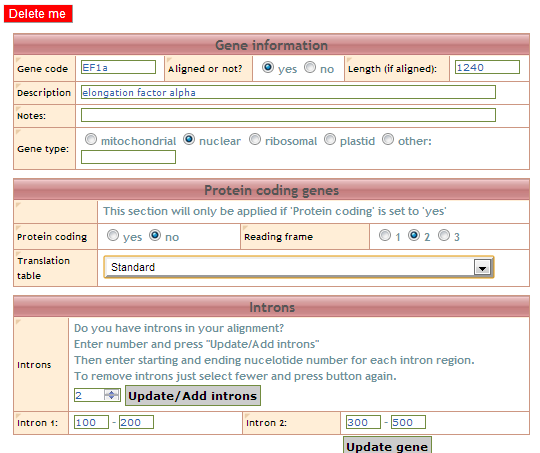 Delete me
Gene information
Gene code EF1a Aligned or not? yes no Length (if aligned): 1240
Description elongation factor alpha
Notes:
Gene type: mitochondrial nuclear ribosomal plastid other:
Protein coding genes
This section will only be applied if 'Protein coding' is set to 'yes'
Protein coding yes no Reading frame 1 2 3
Translation table Standard
Introns
Do you have introns in your alignment?
Enter number and press "Update/Add introns"
Introns Then enter starting and ending nucelotide number for each intron region.
To remove introns just select fewer and press button again.
2 Update/Add introns
Intron 1: 100 - 200 Intron 2: 300 - 500
Update gene